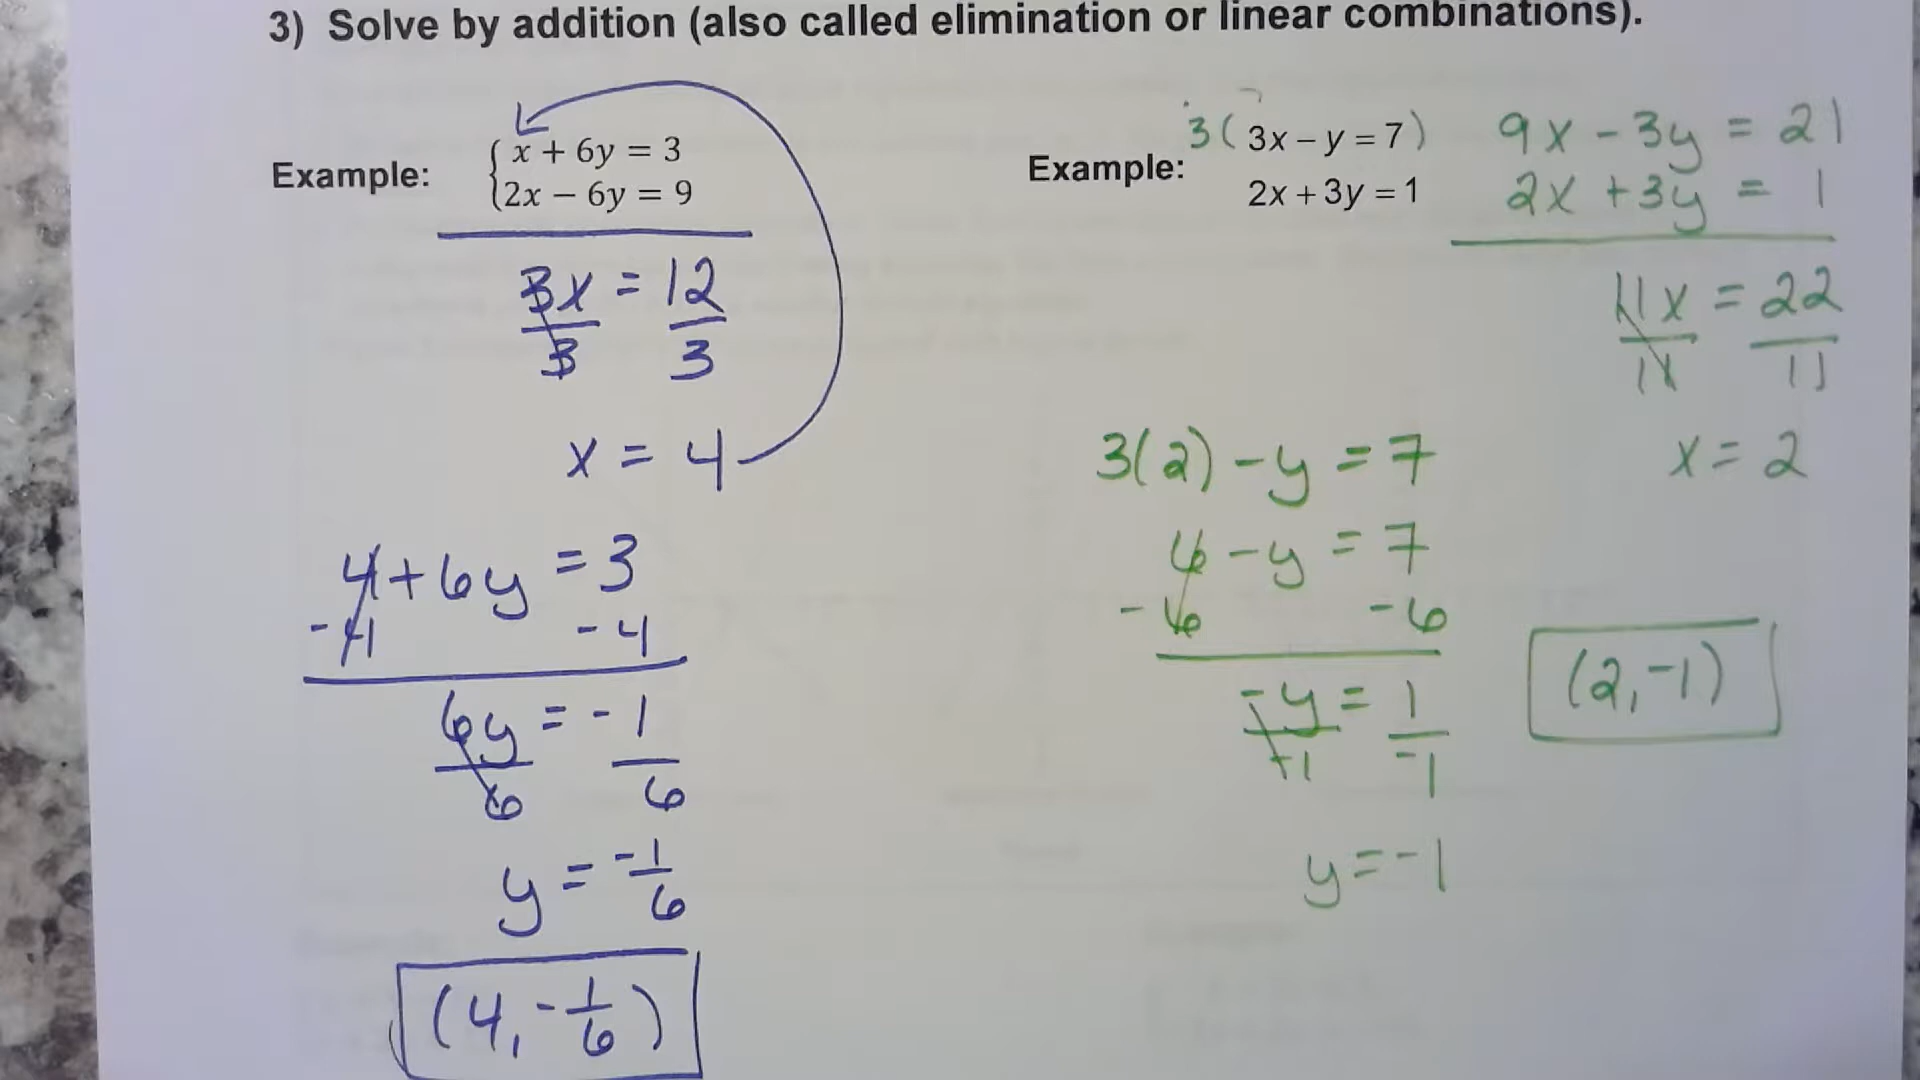 3) Solve by addition (also called elimination or linear combinations).
Example:
x + 6y = 3
2x − 6y = 9
3x = 12
3 3
x = 4
4 + 6y = 3
-4 -4
6y = -1
6 6
y = -1/6
(4, -1/6)
Example:
3( 3x – y = 7 )
2x + 3y = 1
9x - 3y = 21
2x + 3y = 1
11x = 22
11 11
x = 2
3(2) - y = 7
6 - y = 7
-6 -6
-y = 1
-1 -1
y = -1
(2, -1)